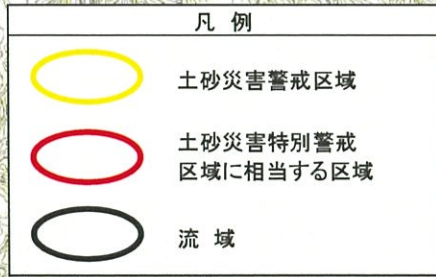 凡例
土砂災害警戒区域
土砂災害特別警戒
区域に相当する区域
流域